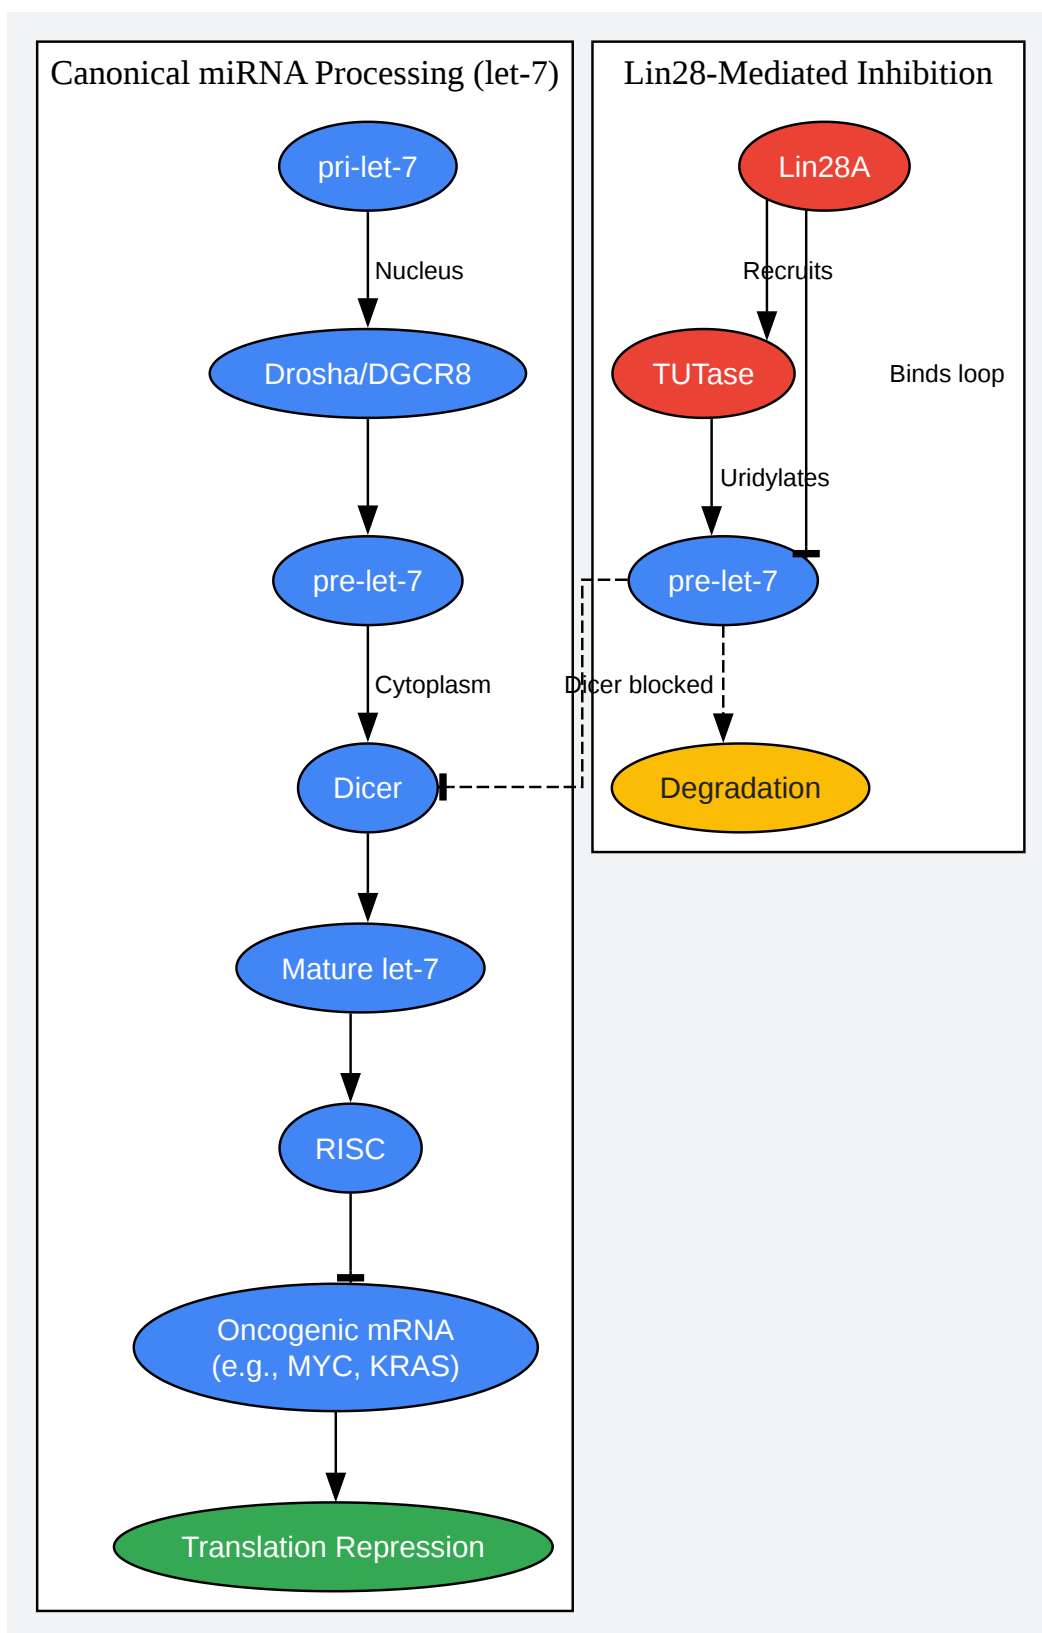 Canonical miRNA Processing (let-7)
pri-let-7
Nucleus
Drosha/DGCR8
pre-let-7
Cytoplasm
Dicer
Mature let-7
RISC
Oncogenic mRNA
(e.g., MYC, KRAS)
Translation Repression
Lin28-Mediated Inhibition
Lin28A
Recruits
TUTase
Binds loop
Uridylates
pre-let-7
Dicer blocked
Degradation